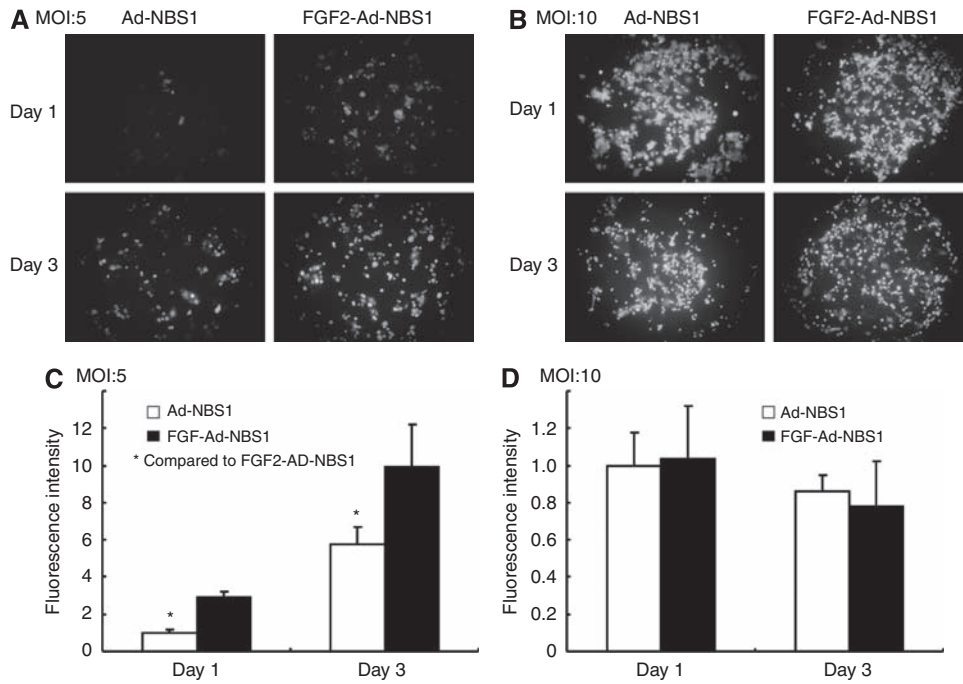 A MOI:5 Ad-NBS1 FGF2-Ad-NBS1
Day 1
Day 3
B MOI:10 Ad-NBS1 FGF2-Ad-NBS1
Day 1
Day 3
C MOI:5
Fluorescence intensity
12
10
8
6
4
2
0
Ad-NBS1
FGF-Ad-NBS1
* Compared to FGF2-AD-NBS1
*
*
Day 1 Day 3
D MOI:10
Fluorescence intensity
1.2
1.0
0.8
0.6
0.4
0.2
0
Ad-NBS1
FGF-Ad-NBS1
Day 1 Day 3